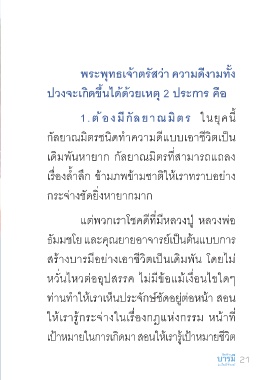 พระพุทธเจ้าตรัสว่า ความดีงามทั้ง
ปวงจะเกิดขึ้นได้ด้วยเหตุ 2 ประการ คือ
1. ต้องมีกัลยาณมิตร ในยุคนี้
กัลยาณมิตรชนิดทำความดีแบบเอาชีวิตเป็น
เดิมพันหายาก กัลยาณมิตรที่สามารถแถลง
เรื่องล้ำลึก ข้ามภพข้ามชาติให้เราทราบอย่าง
กระจ่างชัดยิ่งหายากมาก
แต่พวกเราโชคดีที่มีหลวงปู่ หลวงพ่อ
ธัมมชโย และคุณยายอาจารย์เป็นต้นแบบการ
สร้างบารมีอย่างเอาชีวิตเป็นเดิมพัน โดยไม่
หวั่นไหวต่ออุปสรรค ไม่มีข้อแม้เงื่อนไขใดๆ
ท่านทำให้เราเห็นประจักษ์ชัดอยู่ต่อหน้า สอน
ให้เรารู้กระจ่างในเรื่องกฎแห่งกรรม หน้าที่
เป้าหมายในการเกิดมา สอนให้เรารู้เป้าหมายชีวิต
บารมี 21